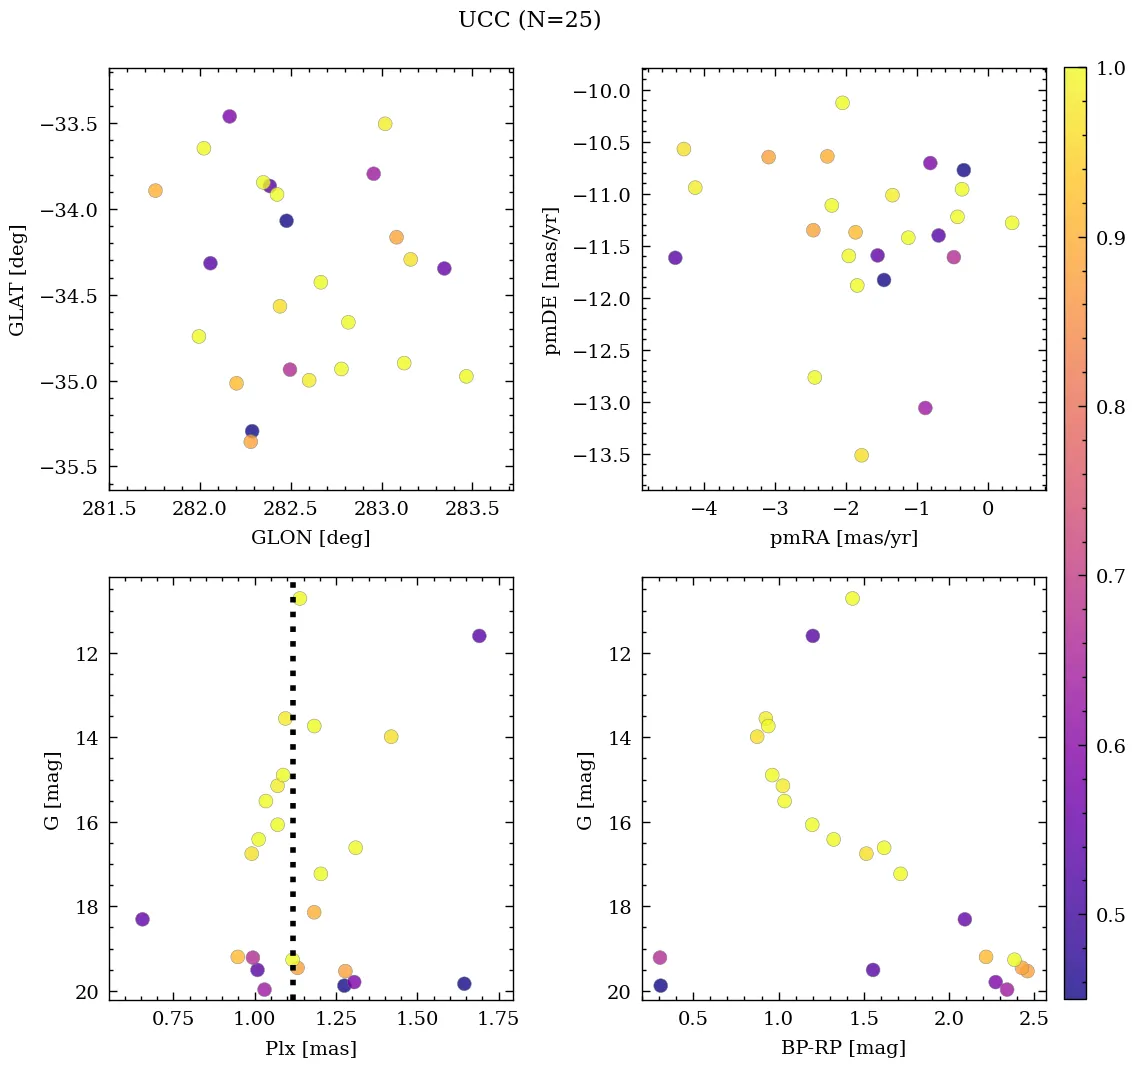 UCC (N=25)
−33.5
−34.0
−34.5
−35.0
−35.5
GLAT [deg]
281.5 282.0 282.5 283.0 283.5
GLON [deg]
−10.0
−10.5
−11.0
−11.5
−12.0
−12.5
−13.0
−13.5
pmDE [mas/yr]
−4 −3 −2 −1 0
pmRA [mas/yr]
12
14
16
18
20
G [mag]
0.75 1.00 1.25 1.50 1.75
Plx [mas]
12
14
16
18
20
G [mag]
0.5 1.0 1.5 2.0 2.5
BP-RP [mag]
1.0
0.9
0.8
0.7
0.6
0.5